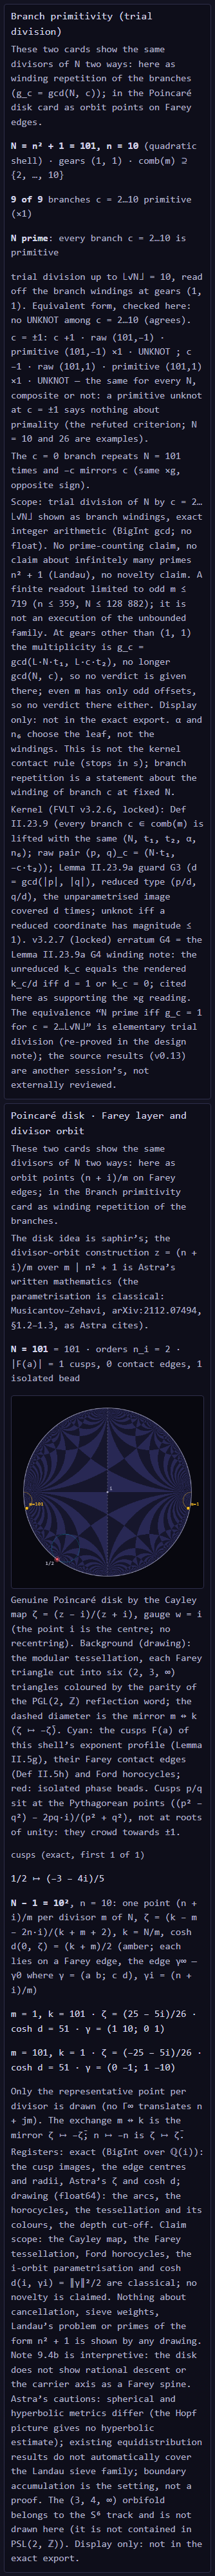 Branch primitivity (trial
division)
These two cards show the same
divisors of N two ways: here as
winding repetition of the branches
(g_c = gcd(N, c)); in the Poincaré
disk card as orbit points on Farey
edges.
N = n² + 1 = 101, n = 10 (quadratic
shell) · gears (1, 1) · comb(m) ⊇
{2, …, 10}
9 of 9 branches c = 2…10 primitive
(×1)
N prime: every branch c = 2…10 is
primitive
trial division up to ⌊√N⌋ = 10, read
off the branch windings at gears (1,
1). Equivalent form, checked here:
no UNKNOT among c = 2…10 (agrees).
c = ±1: c +1 · raw (101,−1) ·
primitive (101,−1) ×1 · UNKNOT ; c
−1 · raw (101,1) · primitive (101,1)
×1 · UNKNOT — the same for every N,
composite or not: a primitive unknot
at c = ±1 says nothing about
primality (the refuted criterion; N
= 10 and 26 are examples).
The c = 0 branch repeats N = 101
times and −c mirrors c (same ×g,
opposite sign).
Scope: trial division of N by c = 2…
⌊√N⌋ shown as branch windings, exact
integer arithmetic (BigInt gcd; no
float). No prime-counting claim, no
claim about infinitely many primes
n² + 1 (Landau), no novelty claim. A
finite readout limited to odd m ≤
719 (n ≤ 359, N ≤ 128 882); it is
not an execution of the unbounded
family. At gears other than (1, 1)
the multiplicity is g_c =
gcd(L·N·t₁, L·c·t₂), no longer
gcd(N, c), so no verdict is given
there; even m has only odd offsets,
so no verdict there either. Display
only: not in the exact export. α and
n₆ choose the leaf, not the
windings. This is not the kernel
contact rule (stops in s); branch
repetition is a statement about the
winding of branch c at fixed N.
Kernel (FVLT v3.2.6, locked): Def
II.23.9 (every branch c ∈ comb(m) is
lifted with the same (N, t₁, t₂, α,
n₆); raw pair (p, q)_c = (N·t₁,
−c·t₂)); Lemma II.23.9a guard G3 (d
= gcd(|p|, |q|), reduced type (p/d,
q/d), the unparametrised image
covered d times; unknot iff a
reduced coordinate has magnitude ≤
1). v3.2.7 (locked) erratum G4 = the
Lemma II.23.9a G4 winding note: the
unreduced k_c equals the rendered
k_c/d iff d = 1 or k_c = 0; cited
here as supporting the ×g reading.
The equivalence “N prime iff g_c = 1
for c = 2…⌊√N⌋” is elementary trial
division (re-proved in the design
note); the source results (v0.13)
are another session’s, not
externally reviewed.
Poincaré disk · Farey layer and
divisor orbit
These two cards show the same
divisors of N two ways: here as
orbit points (n + i)/m on Farey
edges; in the Branch primitivity
card as winding repetition of the
branches.
The disk idea is saphir’s; the
divisor-orbit construction z = (n +
i)/m over m | n² + 1 is Astra’s
written mathematics (the
parametrisation is classical:
Musicantov–Zehavi, arXiv:2112.07494,
§1.2–1.3, as Astra cites).
N = 101 = 101 · orders n_i = 2 ·
|F(a)| = 1 cusps, 0 contact edges, 1
isolated bead
i
m=101
m=1
1/2
Genuine Poincaré disk by the Cayley
map ζ = (z − i)/(z + i), gauge w = i
(the point i is the centre; no
recentring). Background (drawing):
the modular tessellation, each Farey
triangle cut into six (2, 3, ∞)
triangles coloured by the parity of
the PGL(2, ℤ) reflection word; the
dashed diameter is the mirror m ↔ k
(ζ ↦ −ζ̄). Cyan: the cusps F(a) of
this shell’s exponent profile (Lemma
II.5g), their Farey contact edges
(Def II.5h) and Ford horocycles;
red: isolated phase beads. Cusps p/q
sit at the Pythagorean points ((p² −
q²) − 2pq·i)/(p² + q²), not at roots
of unity: they crowd towards ±1.
cusps (exact, first 1 of 1)
1/2 ↦ (−3 − 4i)/5
N − 1 = 10², n = 10: one point (n +
i)/m per divisor m of N, ζ = (k − m
− 2n·i)/(k + m + 2), k = N/m, cosh
d(0, ζ) = (k + m)/2 (amber; each
lies on a Farey edge, the edge γ∞ —
γ0 where γ = (a b; c d), γi = (n +
i)/m)
m = 1, k = 101 · ζ = (25 − 5i)/26 ·
cosh d = 51 · γ = (1 10; 0 1)
m = 101, k = 1 · ζ = (−25 − 5i)/26 ·
cosh d = 51 · γ = (0 −1; 1 −10)
Only the representative point per
divisor is drawn (no Γ∞ translates n
+ jm). The exchange m ↔ k is the
mirror ζ ↦ −ζ̄; n ↦ −n is ζ ↦ ζ̄.
Registers: exact (BigInt over ℚ(i)):
the cusp images, the edge centres
and radii, Astra’s ζ and cosh d;
drawing (float64): the arcs, the
horocycles, the tessellation and its
colours, the depth cut-off. Claim
scope: the Cayley map, the Farey
tessellation, Ford horocycles, the
i-orbit parametrisation and cosh
d(i, γi) = ‖γ‖²/2 are classical; no
novelty is claimed. Nothing about
cancellation, sieve weights,
Landau’s problem or primes of the
form n² + 1 is shown by any drawing.
Note 9.4b is interpretive: the disk
does not show rational descent or
the carrier axis as a Farey spine.
Astra’s cautions: spherical and
hyperbolic metrics differ (the Hopf
picture gives no hyperbolic
estimate); existing equidistribution
results do not automatically cover
the Landau sieve family; boundary
accumulation is the setting, not a
proof. The (3, 4, ∞) orbifold
belongs to the S⁶ track and is not
drawn here (it is not contained in
PSL(2, ℤ)). Display only: not in the
exact export.